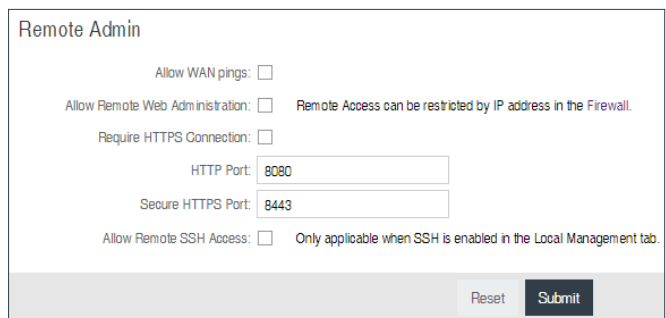 Remote Admin
Allow WAN pings:
Allow Remote Web Administration: Remote Access can be restricted by IP address in the Firewall.
Require HTTPS Connection:
HTTP Port: 8080
Secure HTTPS Port: 8443
Allow Remote SSH Access: Only applicable when SSH is enabled in the Local Management tab.
Reset Submit